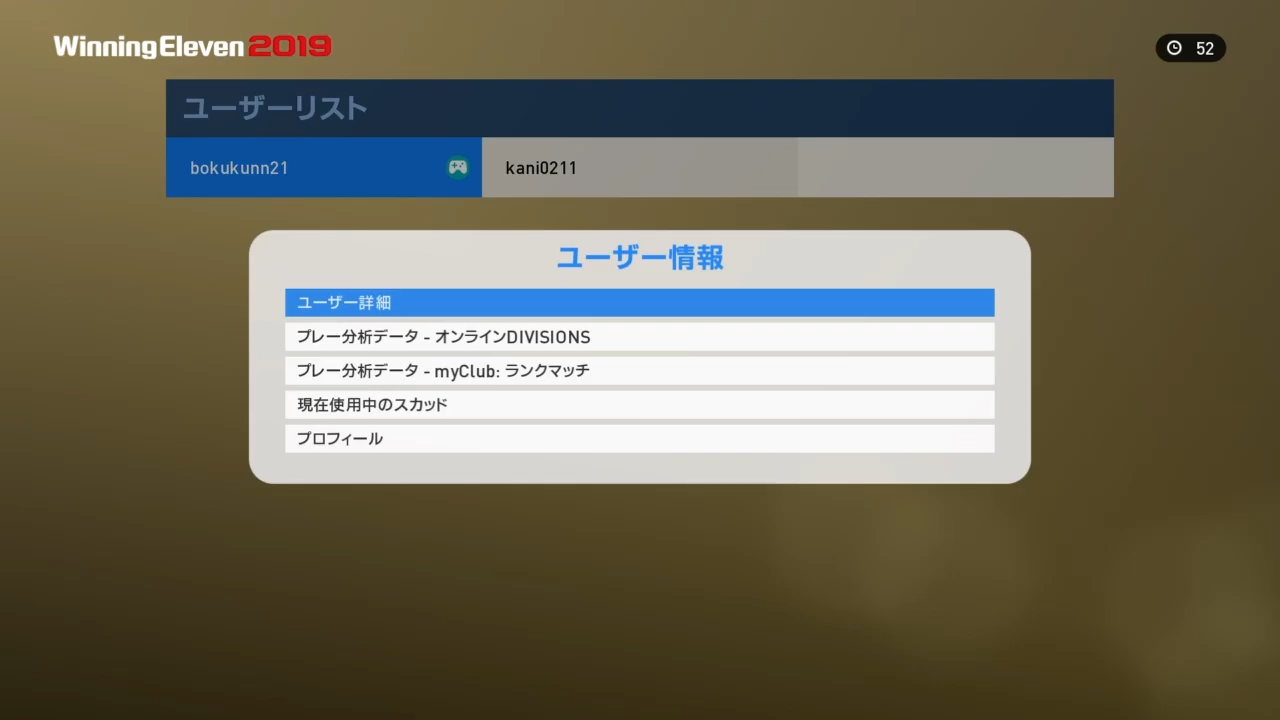 Winning Eleven 2019
52
ユーザーリスト
bokukunn21
kani0211
ユーザー情報
ユーザー詳細
プレー分析データ - オンラインDIVISIONS
プレー分析データ - myClub: ランクマッチ
現在使用中のスカッド
プロフィール